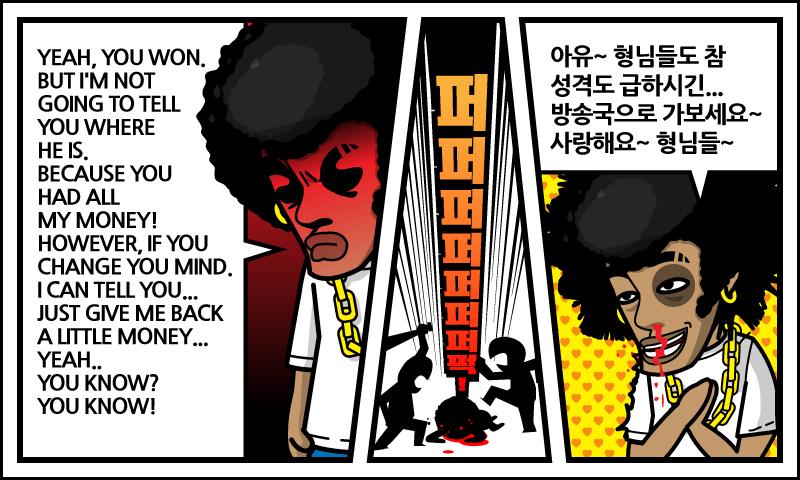 YEAH, YOU WON.
BUT I'M NOT
GOING TO TELL
YOU WHERE
HE IS.
BECAUSE YOU
HAD ALL
MY MONEY!
HOWEVER, IF YOU
CHANGE YOU MIND.
I CAN TELL YOU...
JUST GIVE ME BACK
A LITTLE MONEY...
YEAH..
YOU KNOW?
YOU KNOW!
퍼
퍼
퍼
퍼
퍼
퍼
퍼
퍽
!
아유~ 형님들도 참
성격도 급하시긴...
방송국으로 가보세요~
사랑해요~ 형님들~